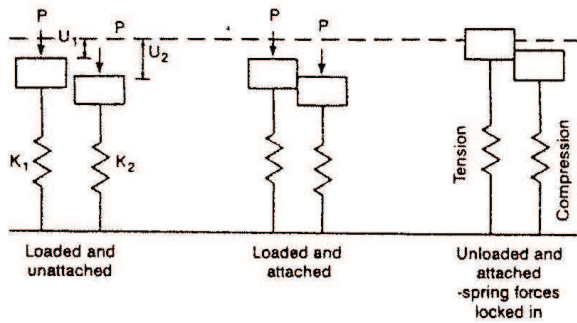 P
U₁
P
U₂
P
P
K₁
K₂
Tension
Compression
Loaded and
unattached
Loaded and
attached
Unloaded and
attached
-spring forces
locked in